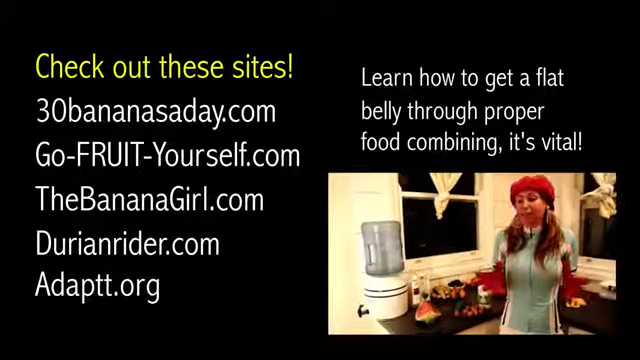 Check out these sites!
30bananasaday.com
Go-FRUIT-Yourself.com
TheBananaGirl.com
Durianrider.com
Adaptt.org
Learn how to get a flat
belly through proper
food combining, it's vital!